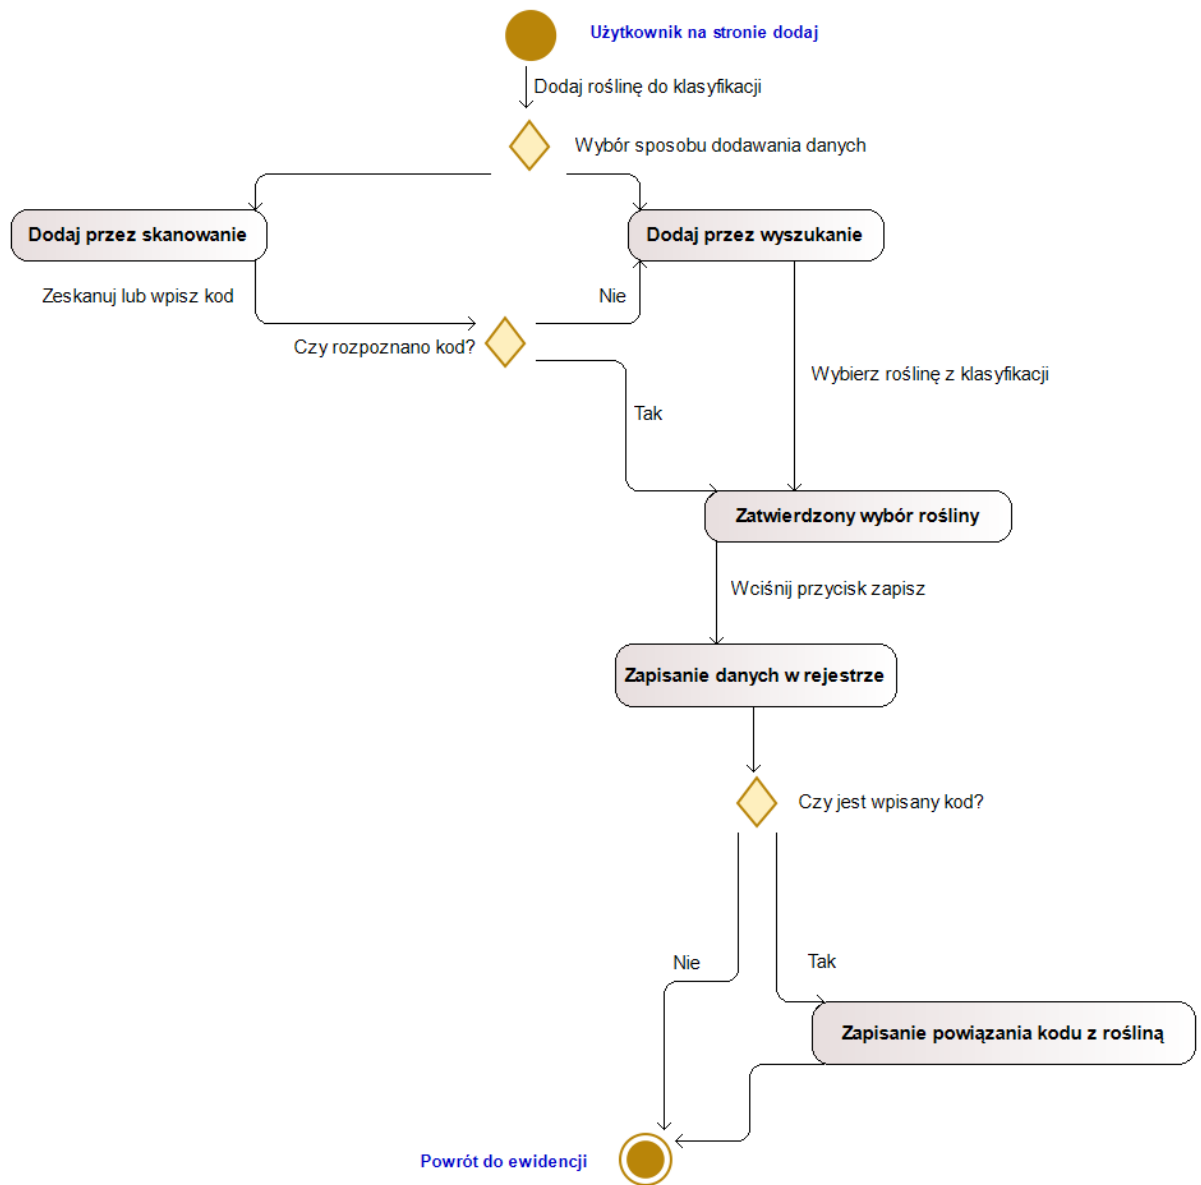 Użytkownik na stronie dodaj
Dodaj roślinę do klasyfikacji
Wybór sposobu dodawania danych
Dodaj przez skanowanie
Dodaj przez wyszukanie
Zeskanuj lub wpisz kod
Nie
Czy rozpoznano kod?
Wybierz roślinę z klasyfikacji
Tak
Zatwierdzony wybór rośliny
Wciśnij przycisk zapisz
Zapisanie danych w rejestrze
Czy jest wpisany kod?
Nie
Tak
Zapisanie powiązania kodu z rośliną
Powrót do ewidencji